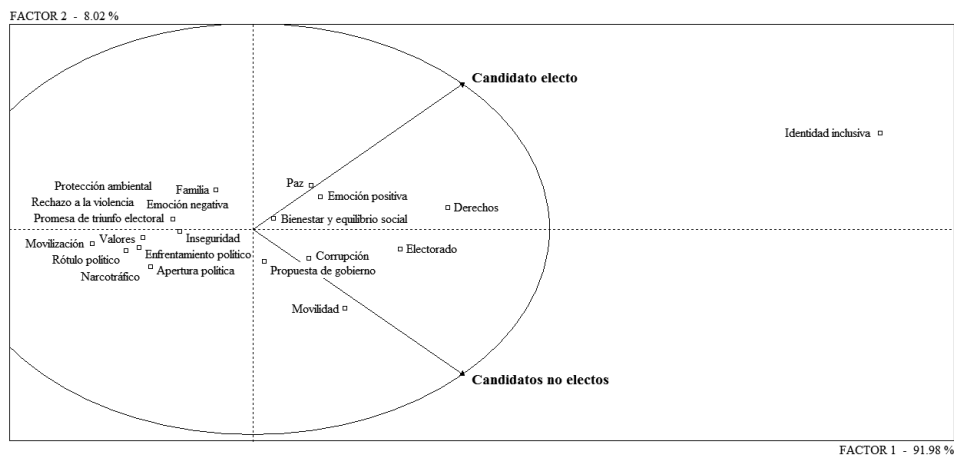 FACTOR 2 - 8.02 %
Candidato electo
Identidad inclusiva
Paz
Protección ambiental
Familia
Emoción positiva
Rechazo a la violencia
Emoción negativa
Derechos
Promesa de triunfo electoral
Bienestar y equilibrio social
Movilización
Valores
Inseguridad
Rótulo político
Enfrentamiento político
Electorado
Corrupción
Narcotráfico
Apertura política
Propuesta de gobierno
Movilidad
Candidatos no electos
FACTOR 1 - 91.98 %